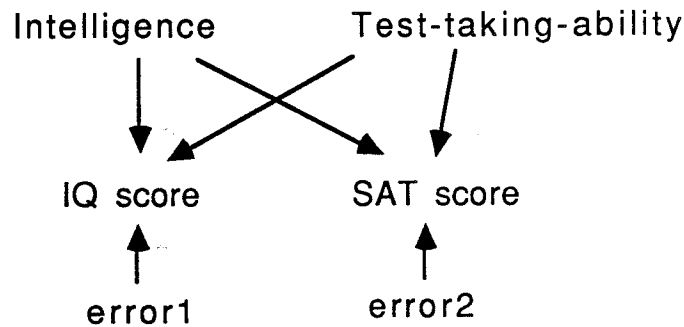 Intelligence Test-taking-ability
IQ score SAT score
error1 error2